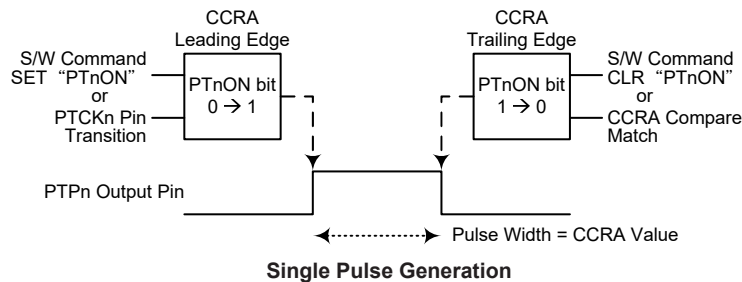 CCRA
Leading Edge
S/W Command
SET “PTnON”
or
PTCKn Pin
Transition
PTnON bit
0 → 1
CCRA
Trailing Edge
PTnON bit
1 → 0
S/W Command
CLR “PTnON”
or
CCRA Compare
Match
PTPn Output Pin
Pulse Width = CCRA Value
Single Pulse Generation